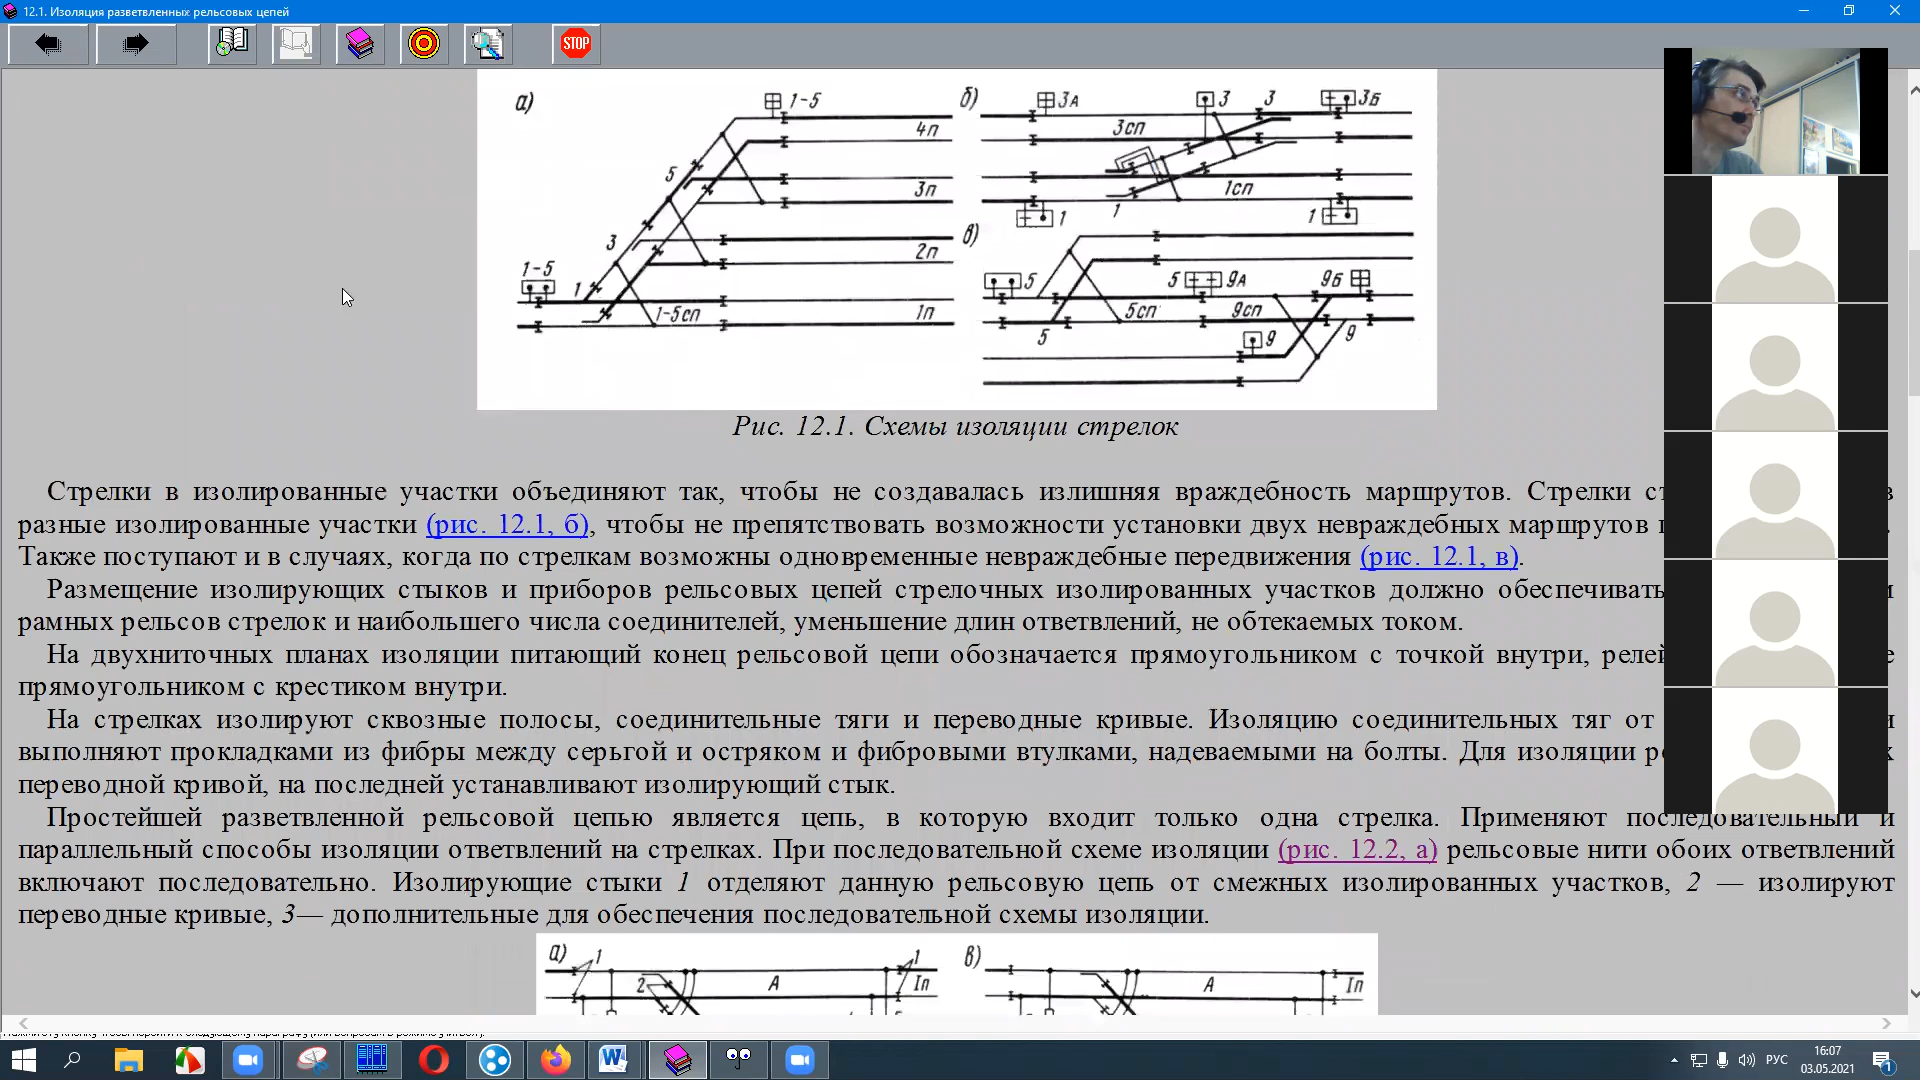 12.1. Изоляция разветвленных рельсовых цепей
STOP
а)
1-5
4п
5
3п
3
2п
1-5
1
1-5сп
1п
б)
3А
3
3
3Б
3сп
1сп
1
1
1
в)
5
5
9А
9Б
5сп
9сп
5
9
9
Рис. 12.1. Схемы изоляции стрелок
Стрелки в изолированные участки объединяют так, чтобы не создавалась излишняя враждебность маршрутов. Стрелки в
разные изолированные участки (рис. 12.1, б), чтобы не препятствовать возможности установки двух невраждебных маршрутов
Также поступают и в случаях, когда по стрелкам возможны одновременные невраждебные передвижения (рис. 12.1, в).
Размещение изолирующих стыков и приборов рельсовых цепей стрелочных изолированных участков должно обеспечивать
рамных рельсов стрелок и наибольшего числа соединителей, уменьшение длин ответвлений, не обтекаемых током.
На двухниточных планах изоляции питающий конец рельсовой цепи обозначается прямоугольником с точкой внутри,
прямоугольником с крестиком внутри.
На стрелках изолируют сквозные полосы, соединительные тяги и переводные кривые. Изоляцию соединительных тяг от
выполняют прокладками из фибры между серьгой и остряком и фибровыми втулками, надеваемыми на болты. Для изоляции
переводной кривой, на последней устанавливают изолирующий стык.
Простейшей разветвленной рельсовой цепью является цепь, в которую входит только одна стрелка. Применяют последовательный и
параллельный способы изоляции ответвлений на стрелках. При последовательной схеме изоляции (рис. 12.2, а) рельсовые нити обоих ответвлений
включают последовательно. Изолирующие стыки 1 отделяют данную рельсовую цепь от смежных изолированных участков, 2 — изолируют
переводные кривые, 3— дополнительные для обеспечения последовательной схемы изоляции.
а)
1
2
А
1
Iп
в)
А
Iп
РУС
16:07
03.05.2021
1